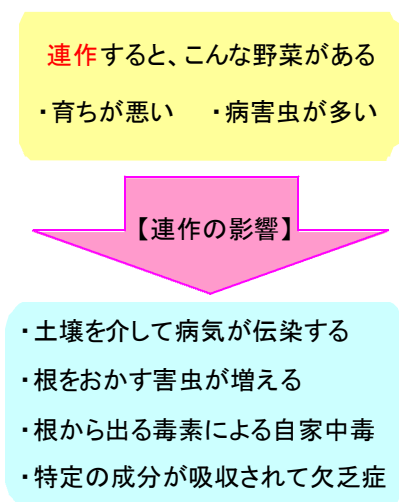 連作すると、こんな野菜がある
・育ちが悪い　・病害虫が多い
【連作の影響】
・土壌を介して病気が伝染する
・根をおかす害虫が増える
・根から出る毒素による自家中毒
・特定の成分が吸収されて欠乏症